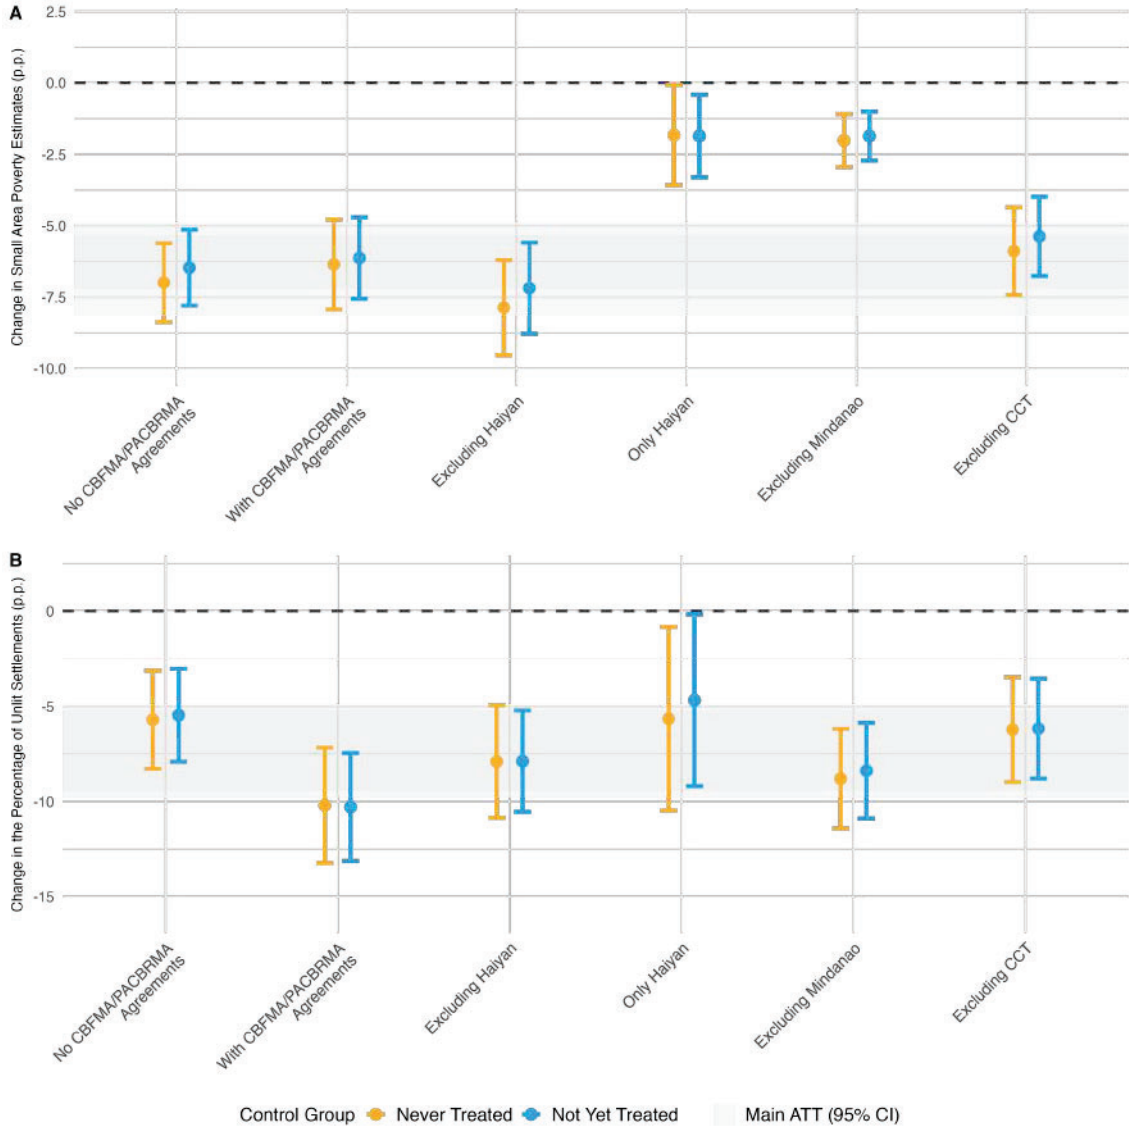 A
Change in Small Area Poverty Estimates (p.p.)
2.5
0.0
-2.5
-5.0
-7.5
-10.0
No CBFMA/PACBRMA
Agreements
With CBFMA/PACBRMA
Agreements
Excluding Haiyan
Only Haiyan
Excluding Mindanao
Excluding CCT
B
Change in the Percentage of Unlit Settlements (p.p.)
0
-5
-10
-15
No CBFMA/PACBRMA
Agreements
With CBFMA/PACBRMA
Agreements
Excluding Haiyan
Only Haiyan
Excluding Mindanao
Excluding CCT
Control Group Never Treated Not Yet Treated Main ATT (95% CI)